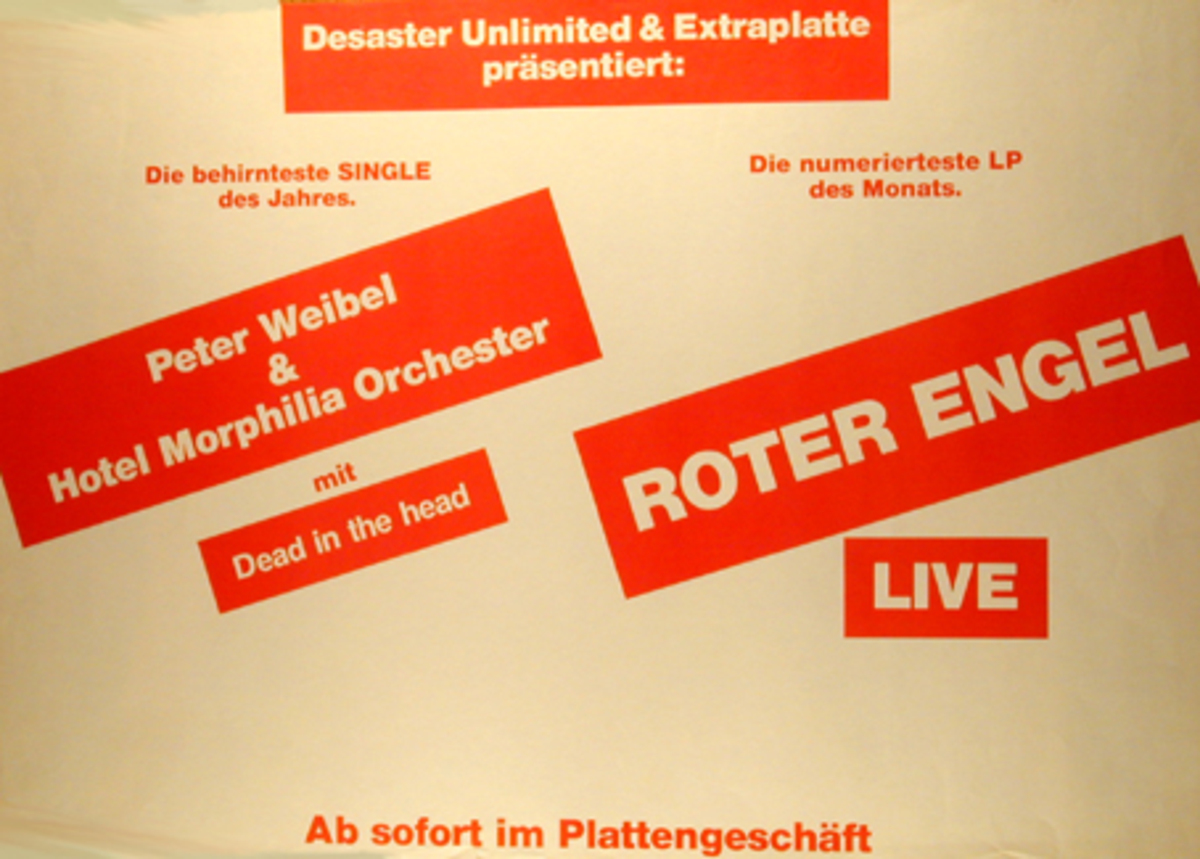 Desaster Unlimited & Extraplatte
präsentiert:
Die behirnteste SINGLE
des Jahres.
Peter Weibel
&
Hotel Morphilia Orchester
mit
Dead in the head
Die numerierteste LP
des Monats.
ROTER ENGEL
LIVE
Ab sofort im Plattengeschäft